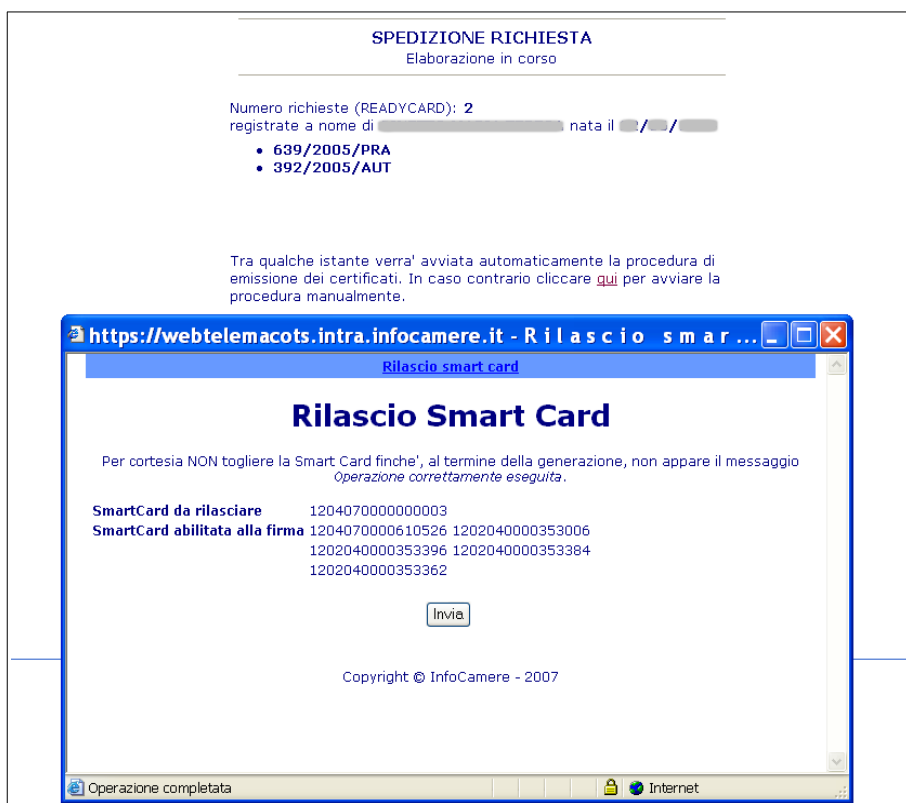 SPEDIZIONE RICHIESTA
Elaborazione in corso
Numero richieste (READYCARD): 2
registrate a nome di nata il / /
• 639/2005/PRA
• 392/2005/AUT
Tra qualche istante verra' avviata automaticamente la procedura di
emissione dei certificati. In caso contrario cliccare qui per avviare la
procedura manualmente.
https://webtelemacots.intra.infocamere.it - Rilascio smar...
Rilascio smart card
Rilascio Smart Card
Per cortesia NON togliere la Smart Card finche', al termine della generazione, non appare il messaggio
Operazione correttamente eseguita.
SmartCard da rilasciare 1204070000000003
SmartCard abilitata alla firma 1204070000610526 1202040000353006
1202040000353396 1202040000353384
1202040000353362
Invia
Copyright © InfoCamere - 2007
Operazione completata Internet